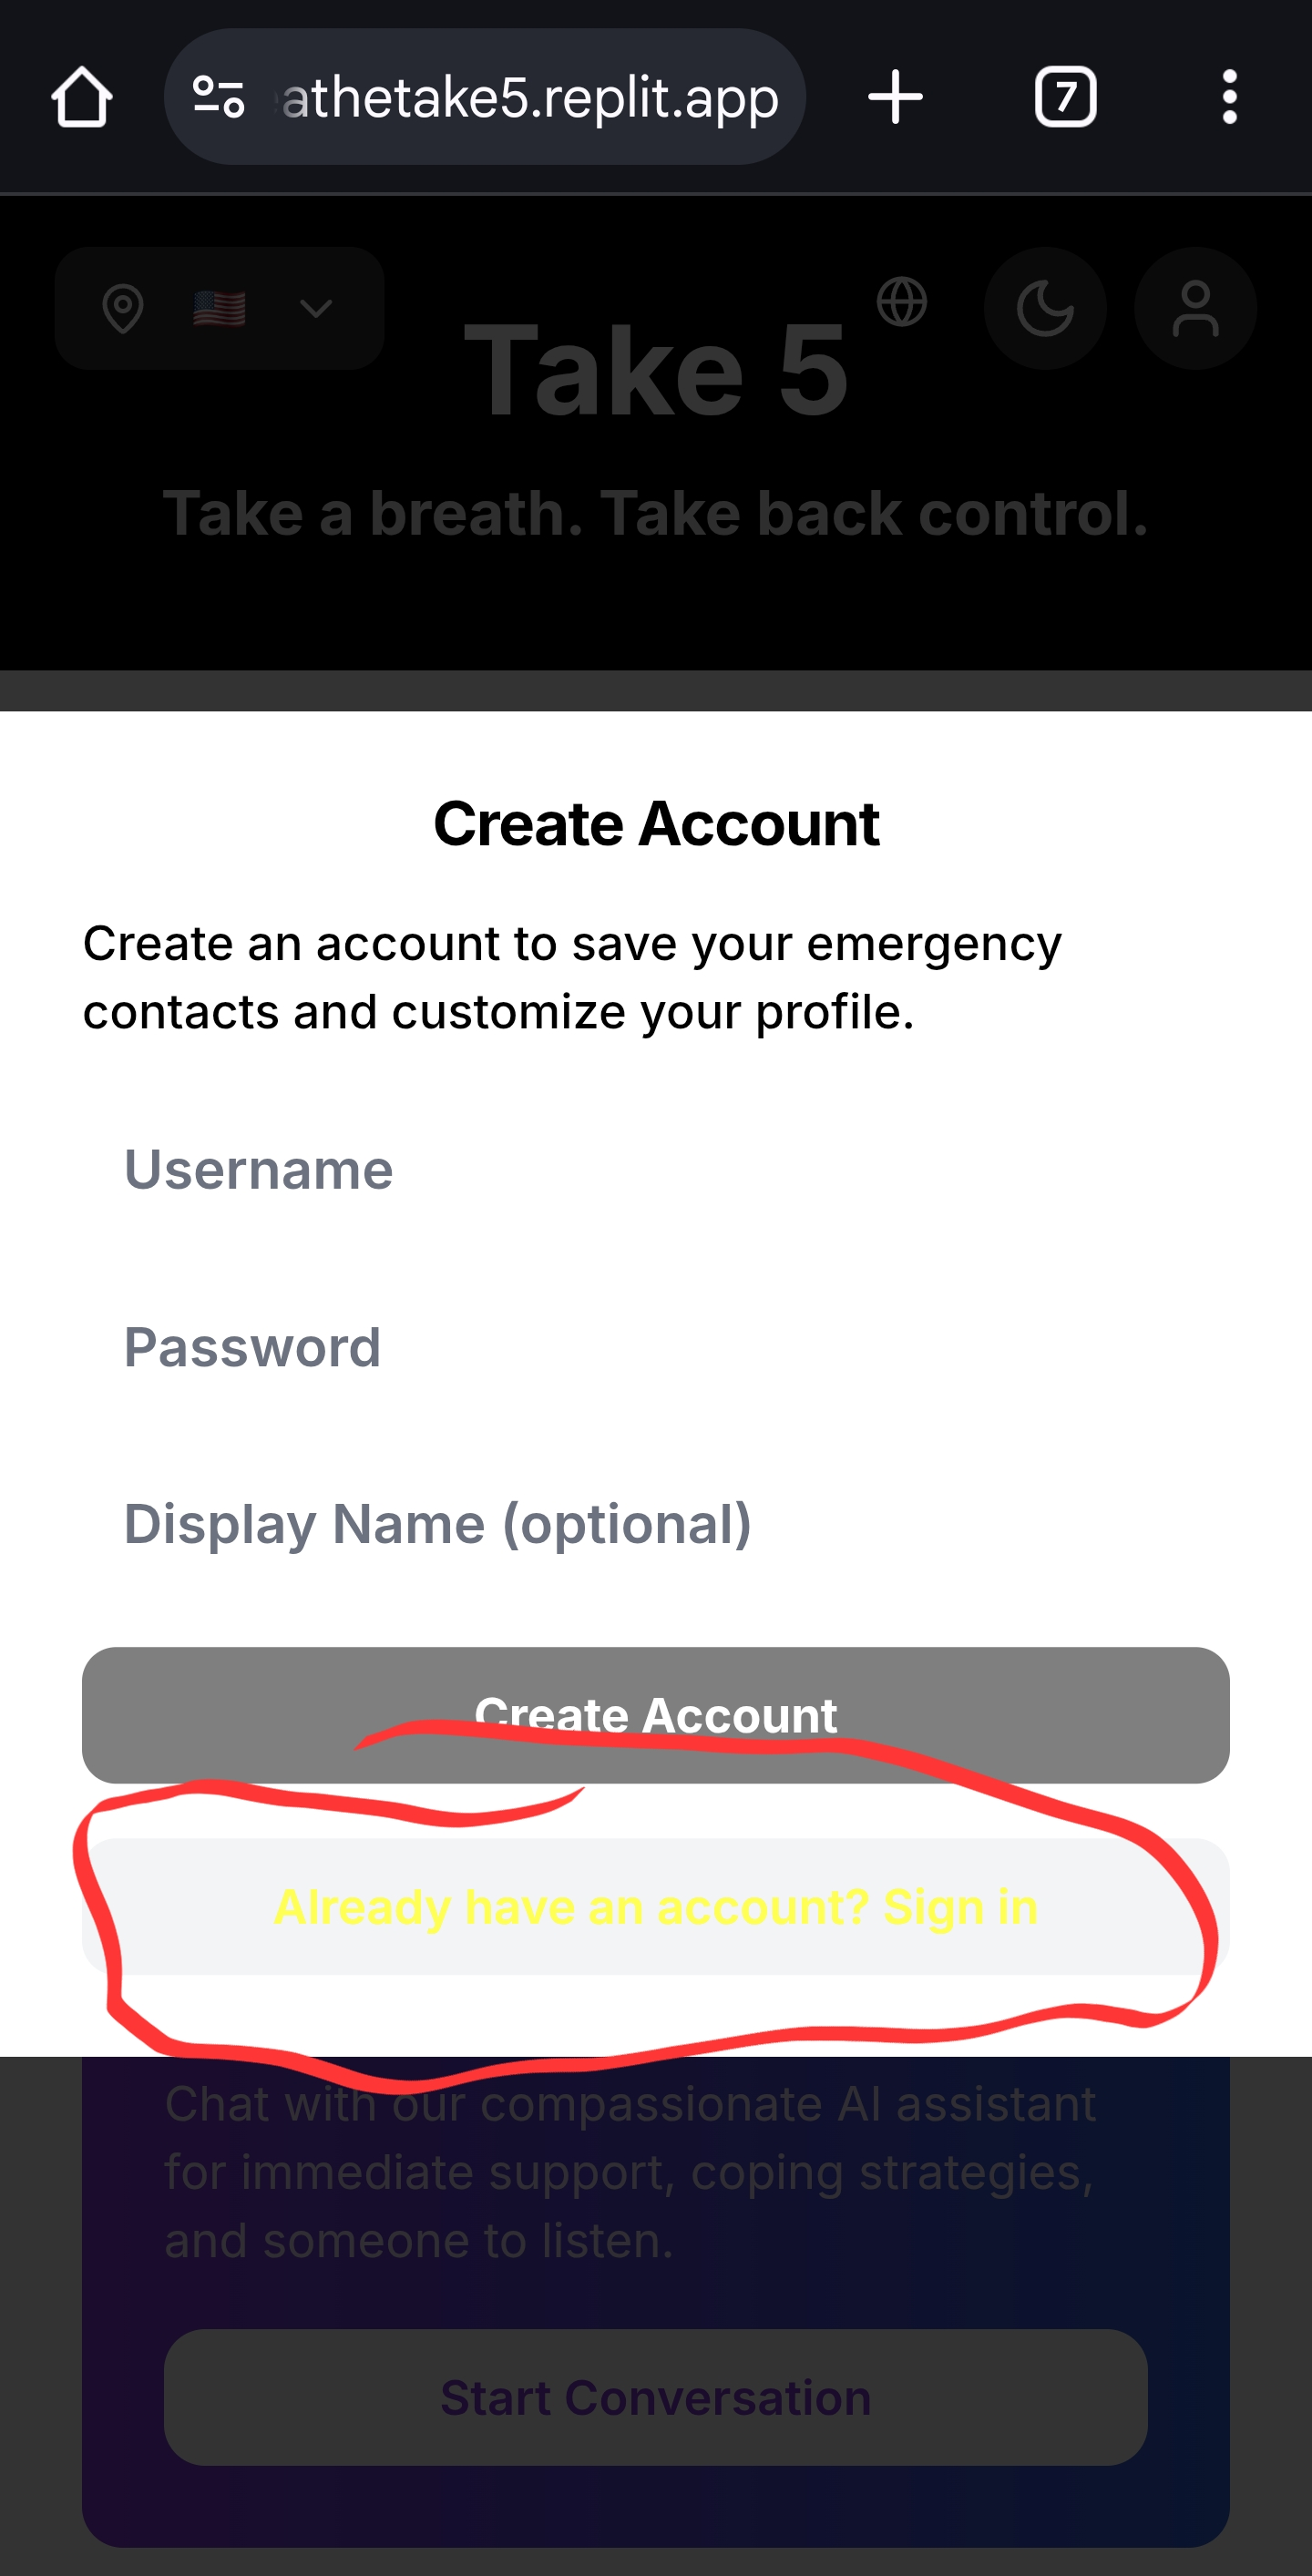 athetake5.replit.app
7
Take 5
Take a breath. Take back control.
Create Account
Create an account to save your emergency
contacts and customize your profile.
Username
Password
Display Name (optional)
Create Account
Already have an account? Sign in
Chat with our compassionate AI assistant
for immediate support, coping strategies,
and someone to listen.
Start Conversation